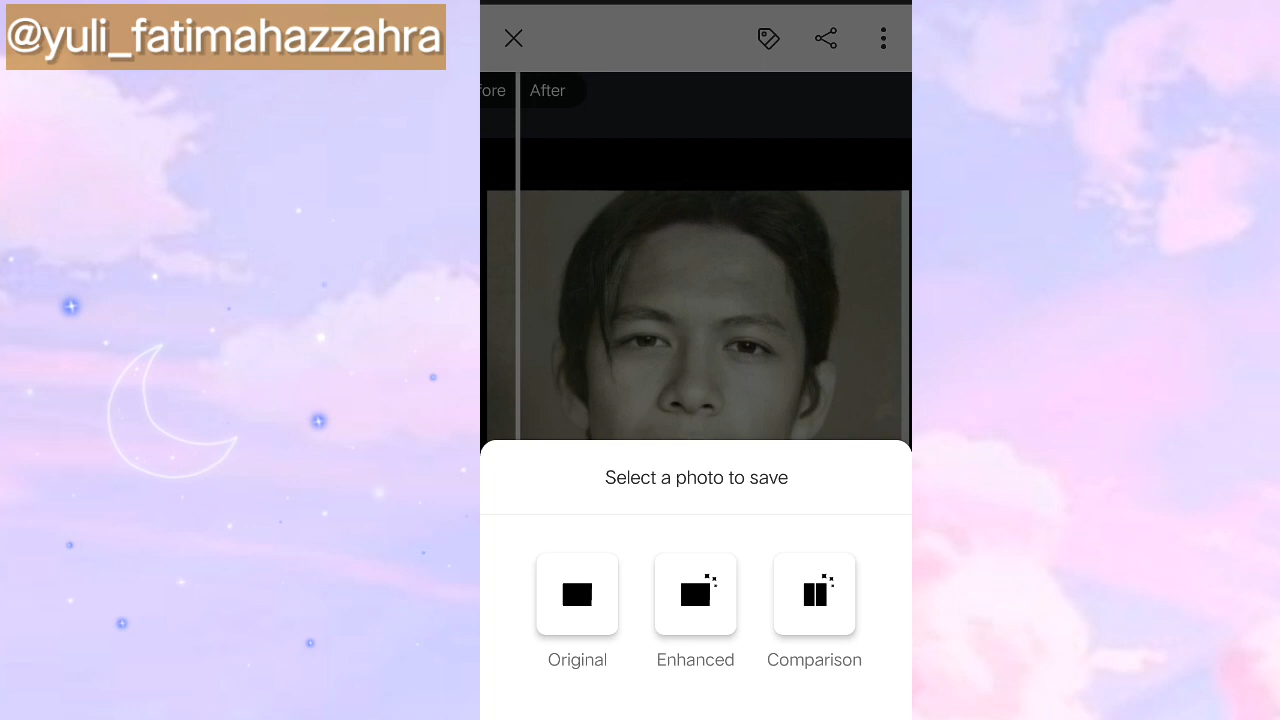 @yuli_fatimahazzahra
fore
After
Select a photo to save
Original
Enhanced
Comparison